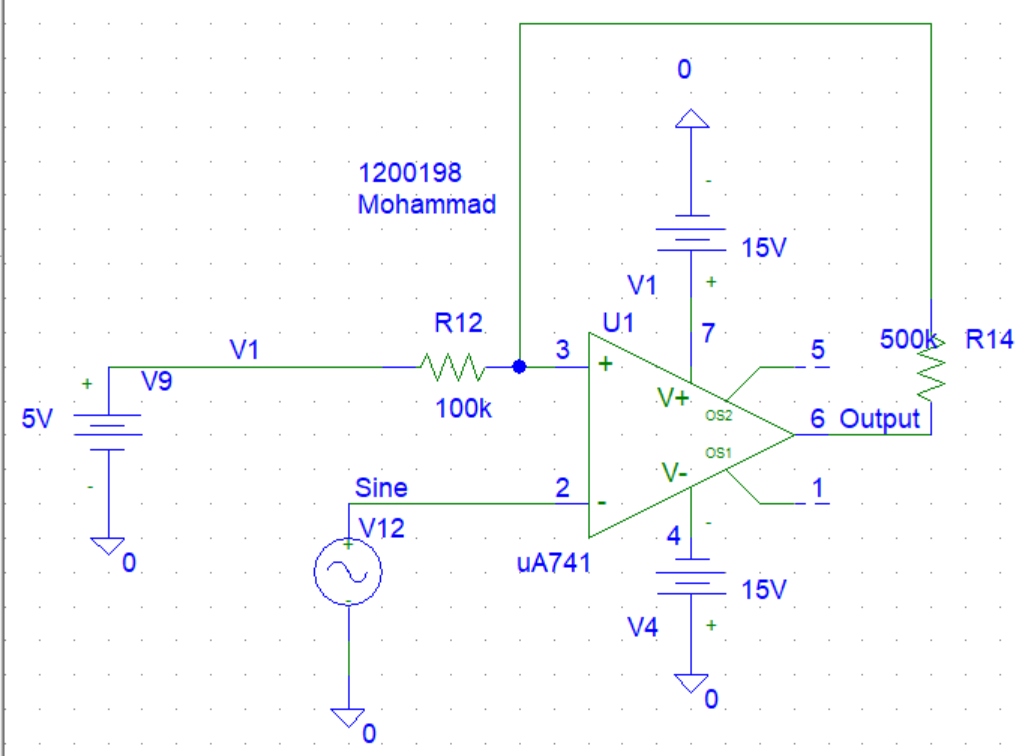 0
1200198
Mohammad
-
15V
V1
+
R12
U1
7
500k
R14
V1
3
5
+
V9
+
100k
V+
OS2
5V
6
Output
OS1
-
Sine
2
V-
1
-
V12
-
4
+
0
uA741
15V
-
V4
+
0
0